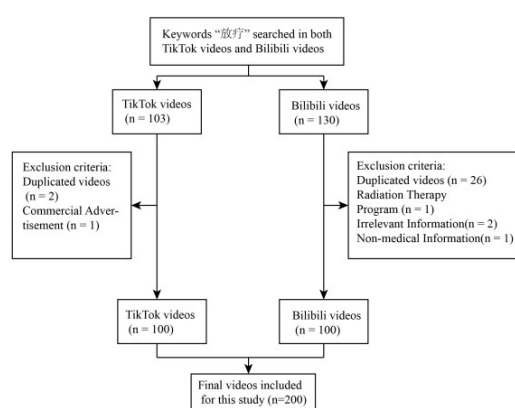 Keywords “放疗” searched in both
TikTok videos and Bilibili videos
TikTok videos
(n = 103)
Bilibili videos
(n = 130)
Exclusion criteria:
Duplicated videos
(n = 2)
Commercial Adver-
tisement (n = 1)
Exclusion criteria:
Duplicated videos (n = 26)
Radiation Therapy
Program (n = 1)
Irrelevant Information(n = 2)
Non-medical Information(n = 1)
TikTok videos
(n = 100)
Bilibili videos
(n = 100)
Final videos included
for this study (n=200)